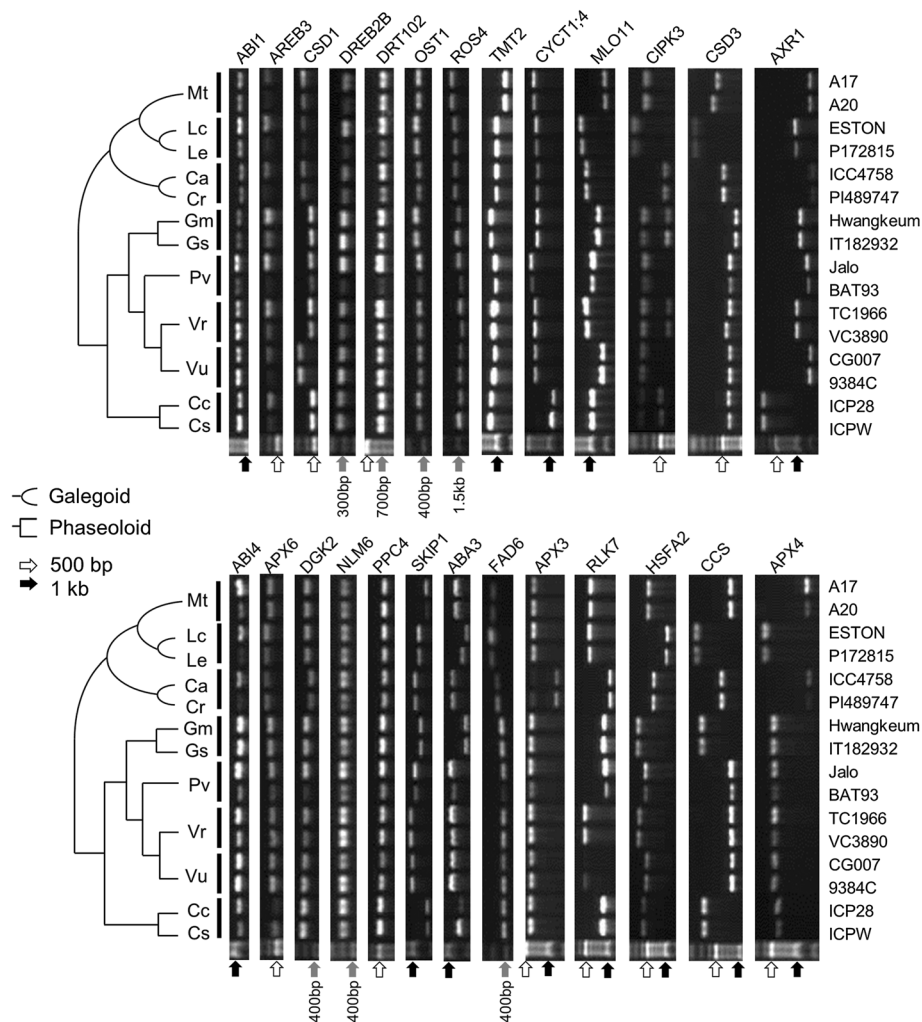 ABI1 AREB3 CSD1 DREB2B DRT102 OST1 ROS4 TMT2 CYCT1;4 MLO11 CIPK3 CSD3 AXR1
Mt A17
A20
Lc ESTON
Le P172815
Ca ICC4758
Cr PI489747
Gm Hwangkeum
Gs IT182932
Pv Jalo
BAT93
Vr TC1966
VC3890
Vu CG007
9384C
Cc ICP28
Cs ICPW
300bp 700bp 400bp 1.5kb
Galegoid
Phaseoloid
500 bp
1 kb
ABI4 APX6 DGK2 NLM6 PPC4 SKIP1 ABA3 FAD6 APX3 RLK7 HSFA2 CCS APX4
Mt A17
A20
Lc ESTON
Le P172815
Ca ICC4758
Cr PI489747
Gm Hwangkeum
Gs IT182932
Pv Jalo
BAT93
Vr TC1966
VC3890
Vu CG007
9384C
Cc ICP28
Cs ICPW
400bp 400bp 400bp